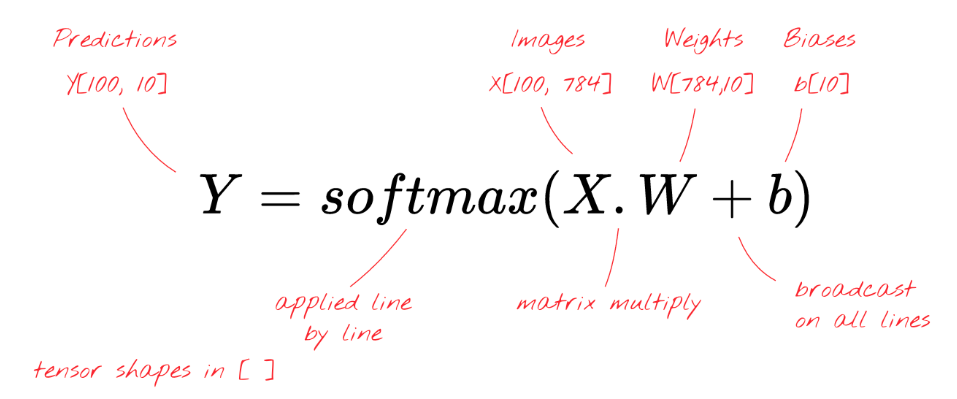 Predictions
Y[100, 10]
Images
X[100, 784]
Weights
W[784,10]
Biases
b[10]
Y = softmax(X.W + b)
applied line
by line
matrix multiply
broadcast
on all lines
tensor shapes in [ ]